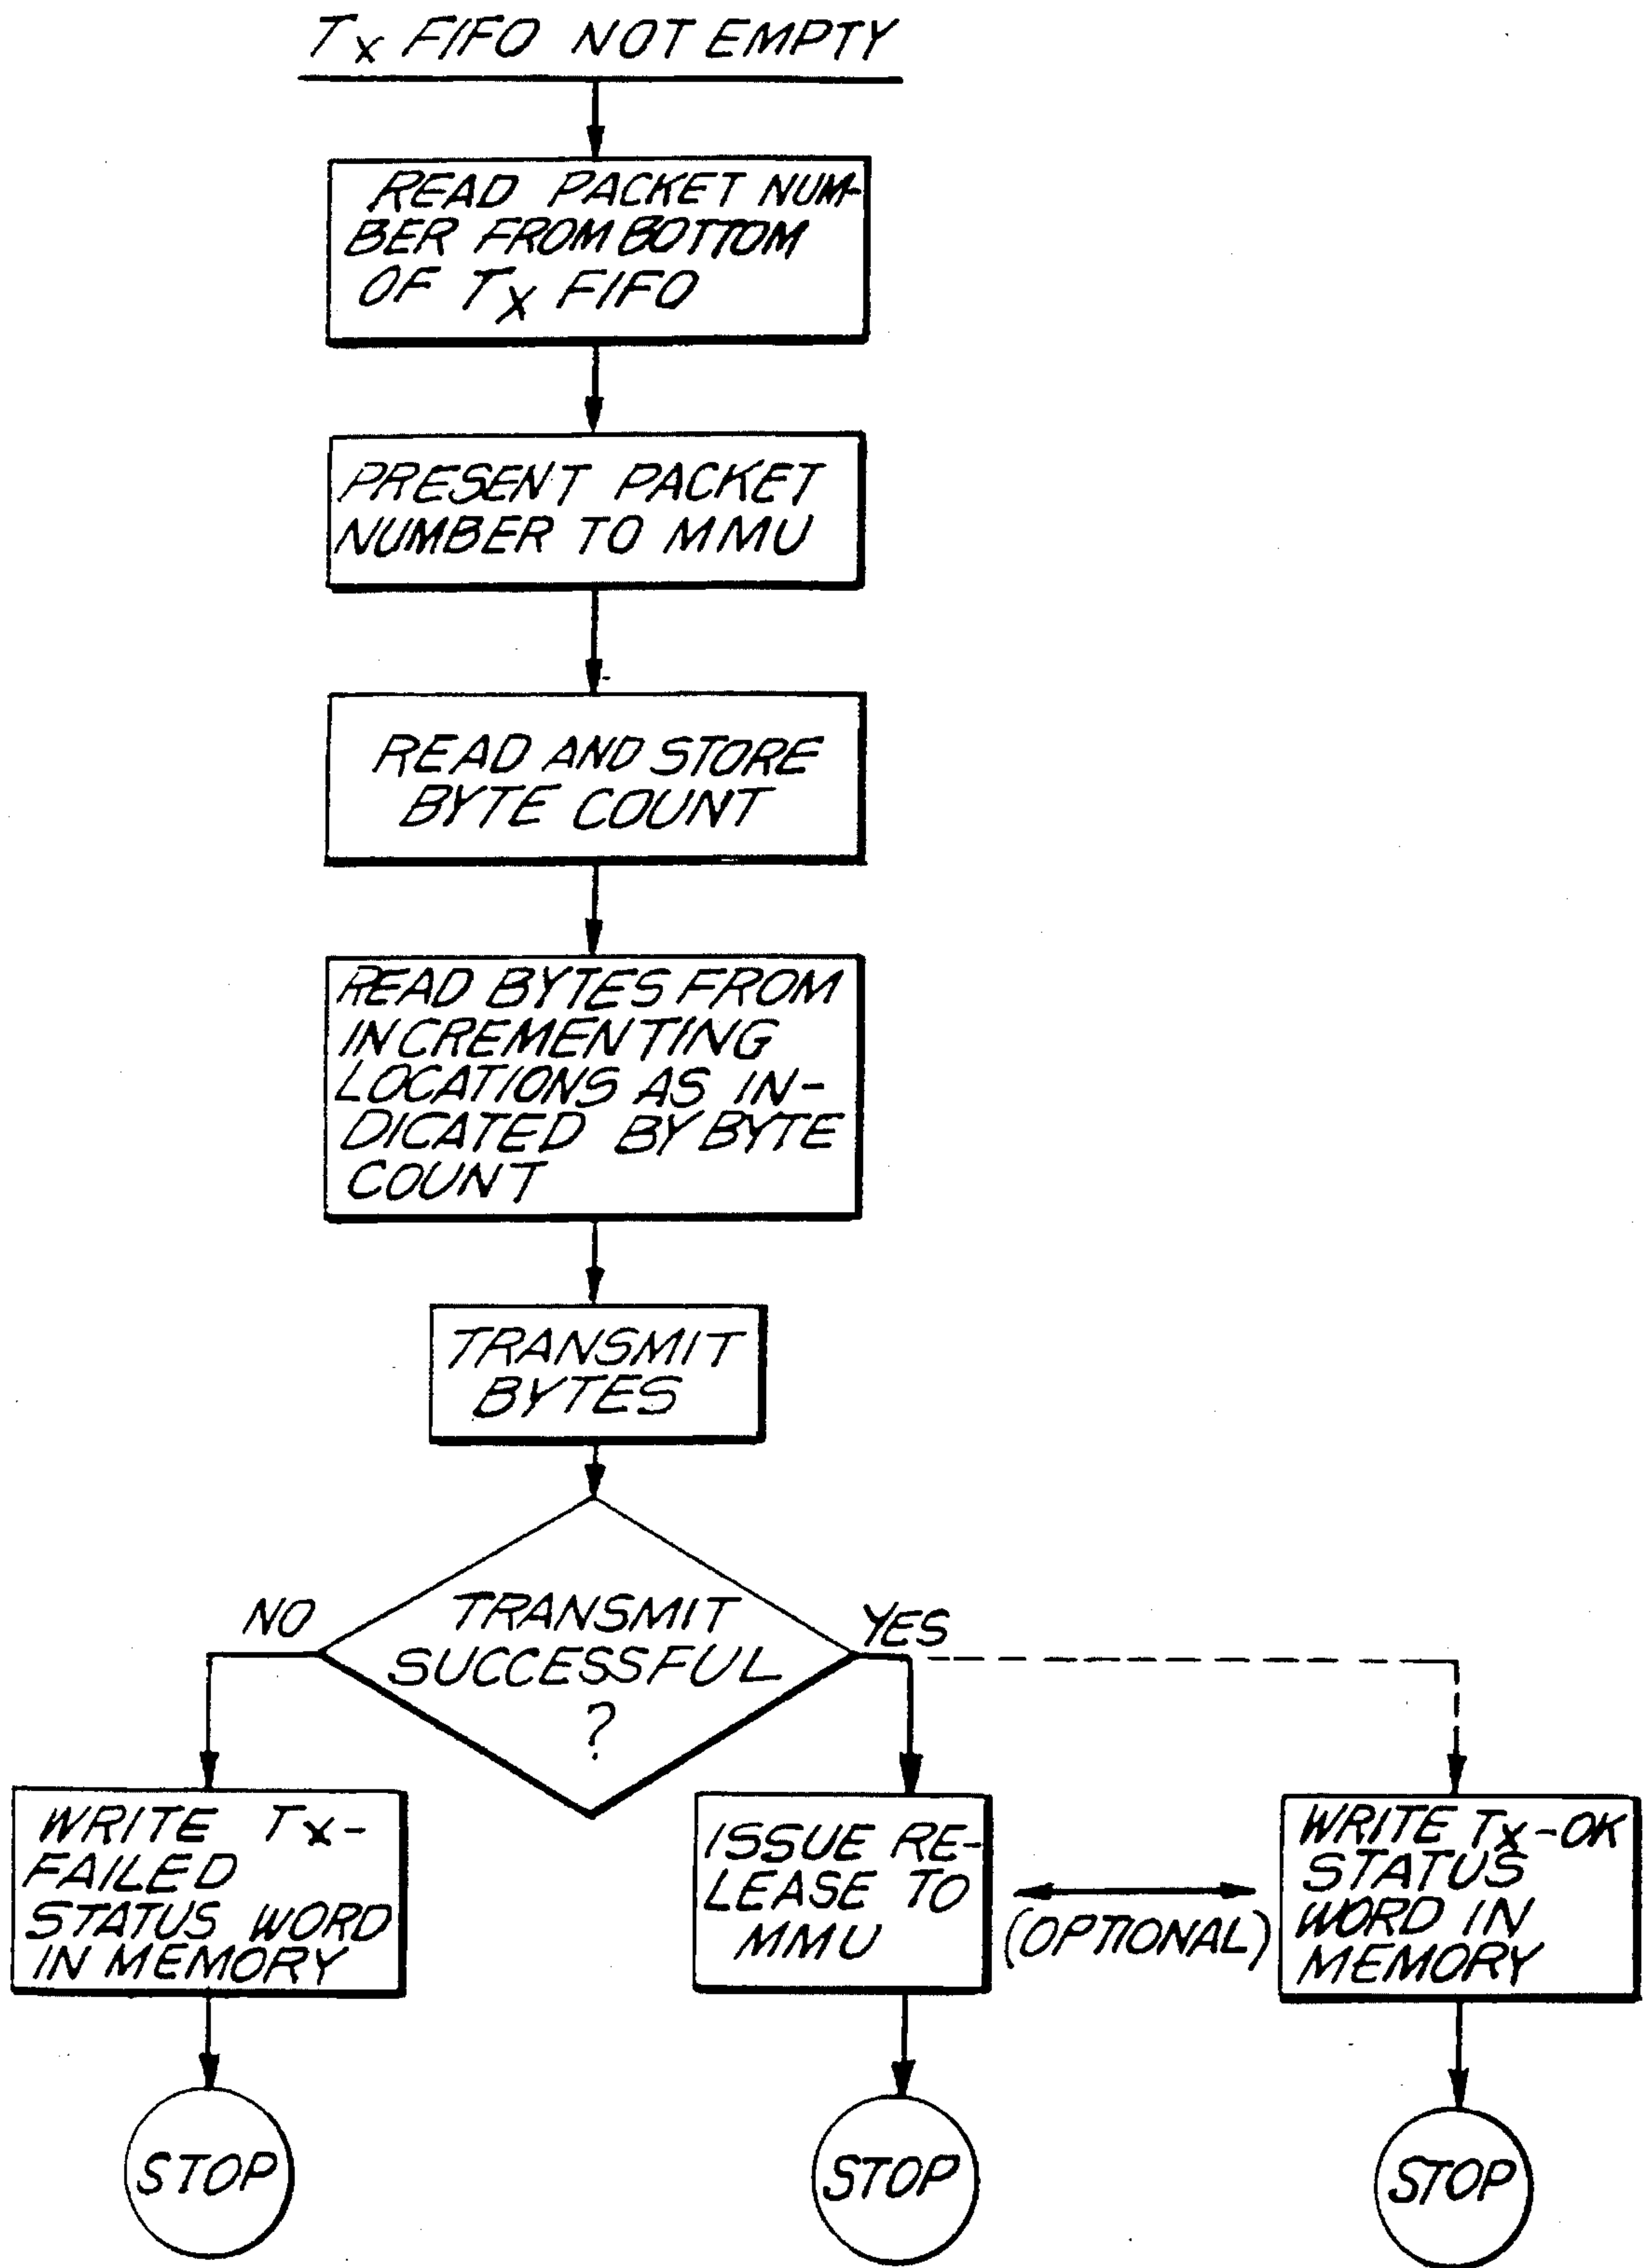 Tx FIFO NOT EMPTY
READ PACKET NUM-
BER FROM BOTTOM
OF Tx FIFO
PRESENT PACKET
NUMBER TO MMU
READ AND STORE
BYTE COUNT
READ BYTES FROM
INCREMENTING
LOCATIONS AS IN-
DICATED BY BYTE
COUNT
TRANSMIT
BYTES
TRANSMIT
SUCCESSFUL
?
NO
YES
WRITE Tx-
FAILED
STATUS WORD
IN MEMORY
ISSUE RE-
LEASE TO
MMU
(OPTIONAL)
WRITE Tx-OK
STATUS
WORD IN
MEMORY
STOP
STOP
STOP